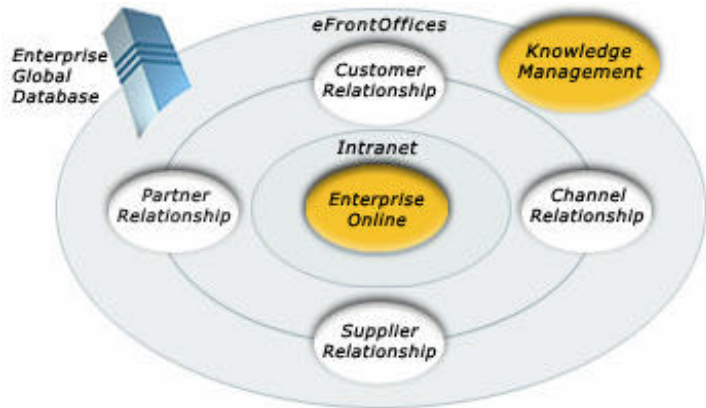 eFrontOffices
Enterprise
Global
Database
Knowledge
Management
Customer
Relationship
Intranet
Partner
Relationship
Enterprise
Online
Channel
Relationship
Supplier
Relationship